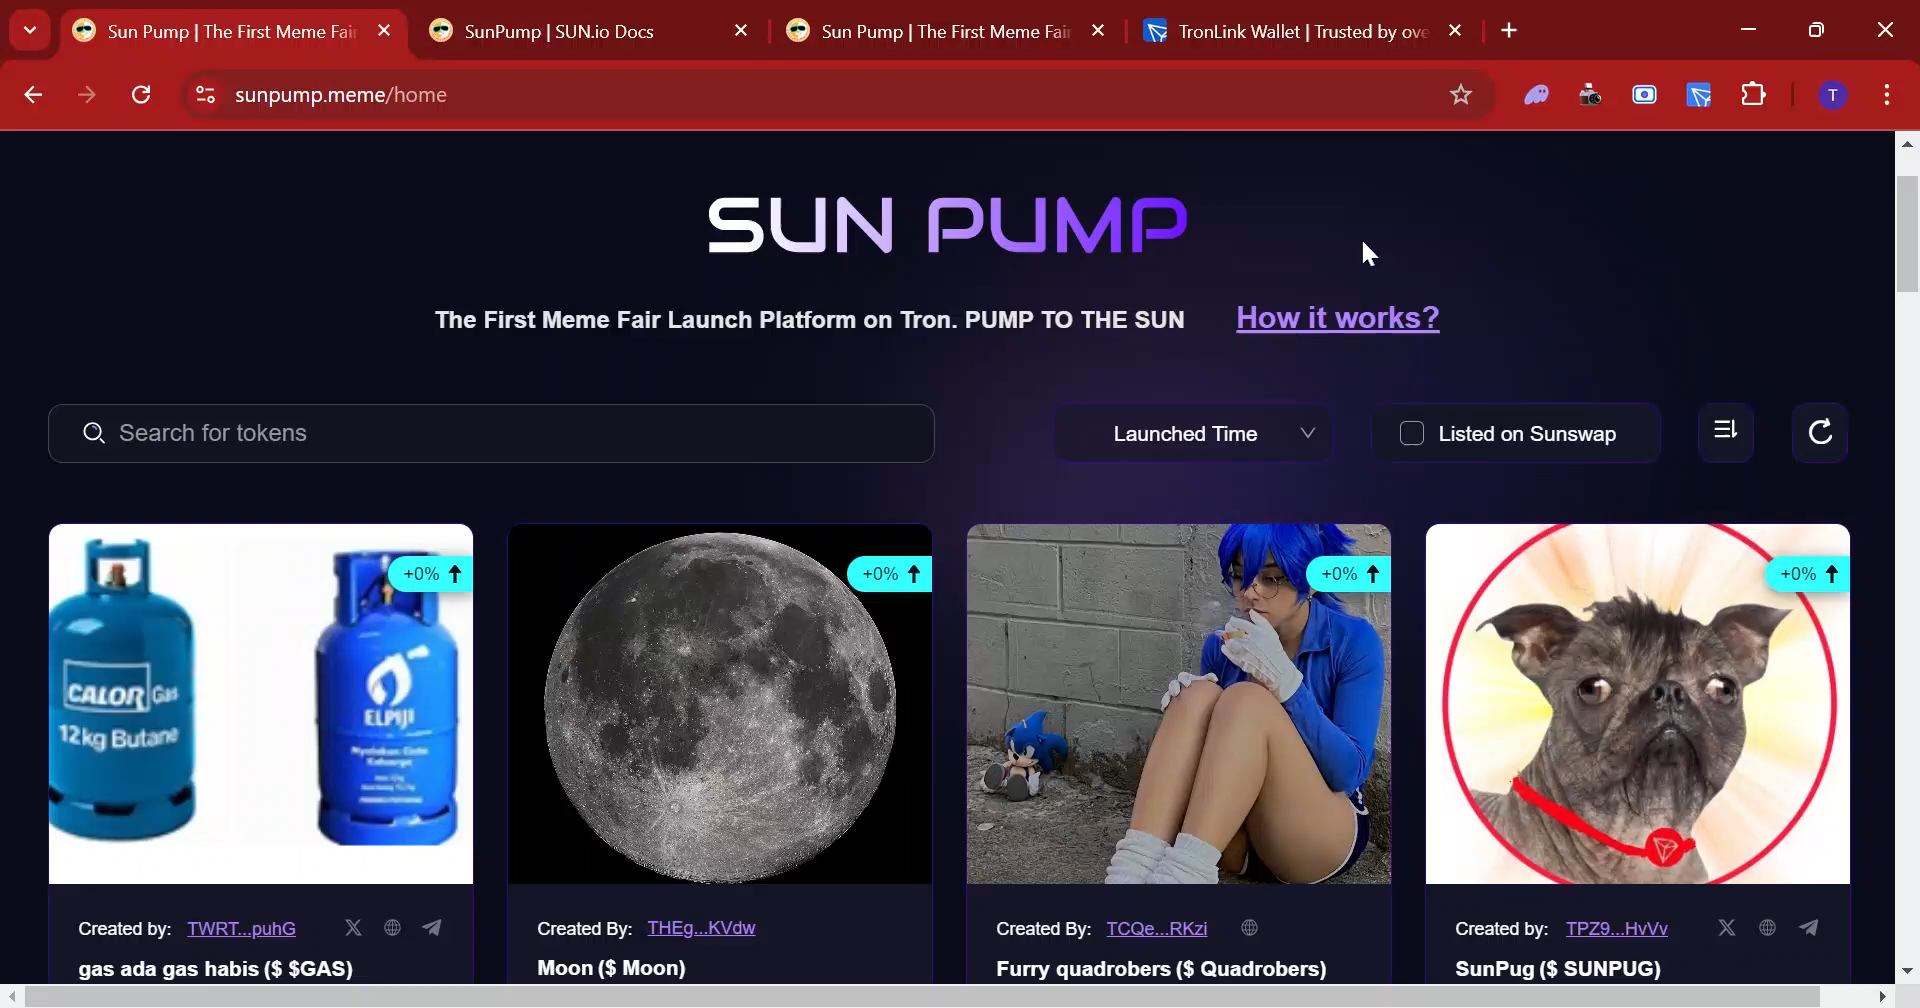 Sun Pump | The First Meme Fair
SunPump | SUN.io Docs
Sun Pump | The First Meme Fair
TronLink Wallet | Trusted by ove
sunpump.meme/home
T
SUN PUMP
The First Meme Fair Launch Platform on Tron. PUMP TO THE SUN
How it works?
Search for tokens
Launched Time
Listed on Sunswap
+0%
+0%
+0%
+0%
CALOR Gas
12kg Butane
ELPIJI
Created by: TWRT...puhG
gas ada gas habis ($ $GAS)
Created By: THEg...KVdw
Moon ($ Moon)
Created By: TCQe...RKzi
Furry quadrobers ($ Quadrobers)
Created by: TPZ9...HvVv
SunPug ($ SUNPUG)